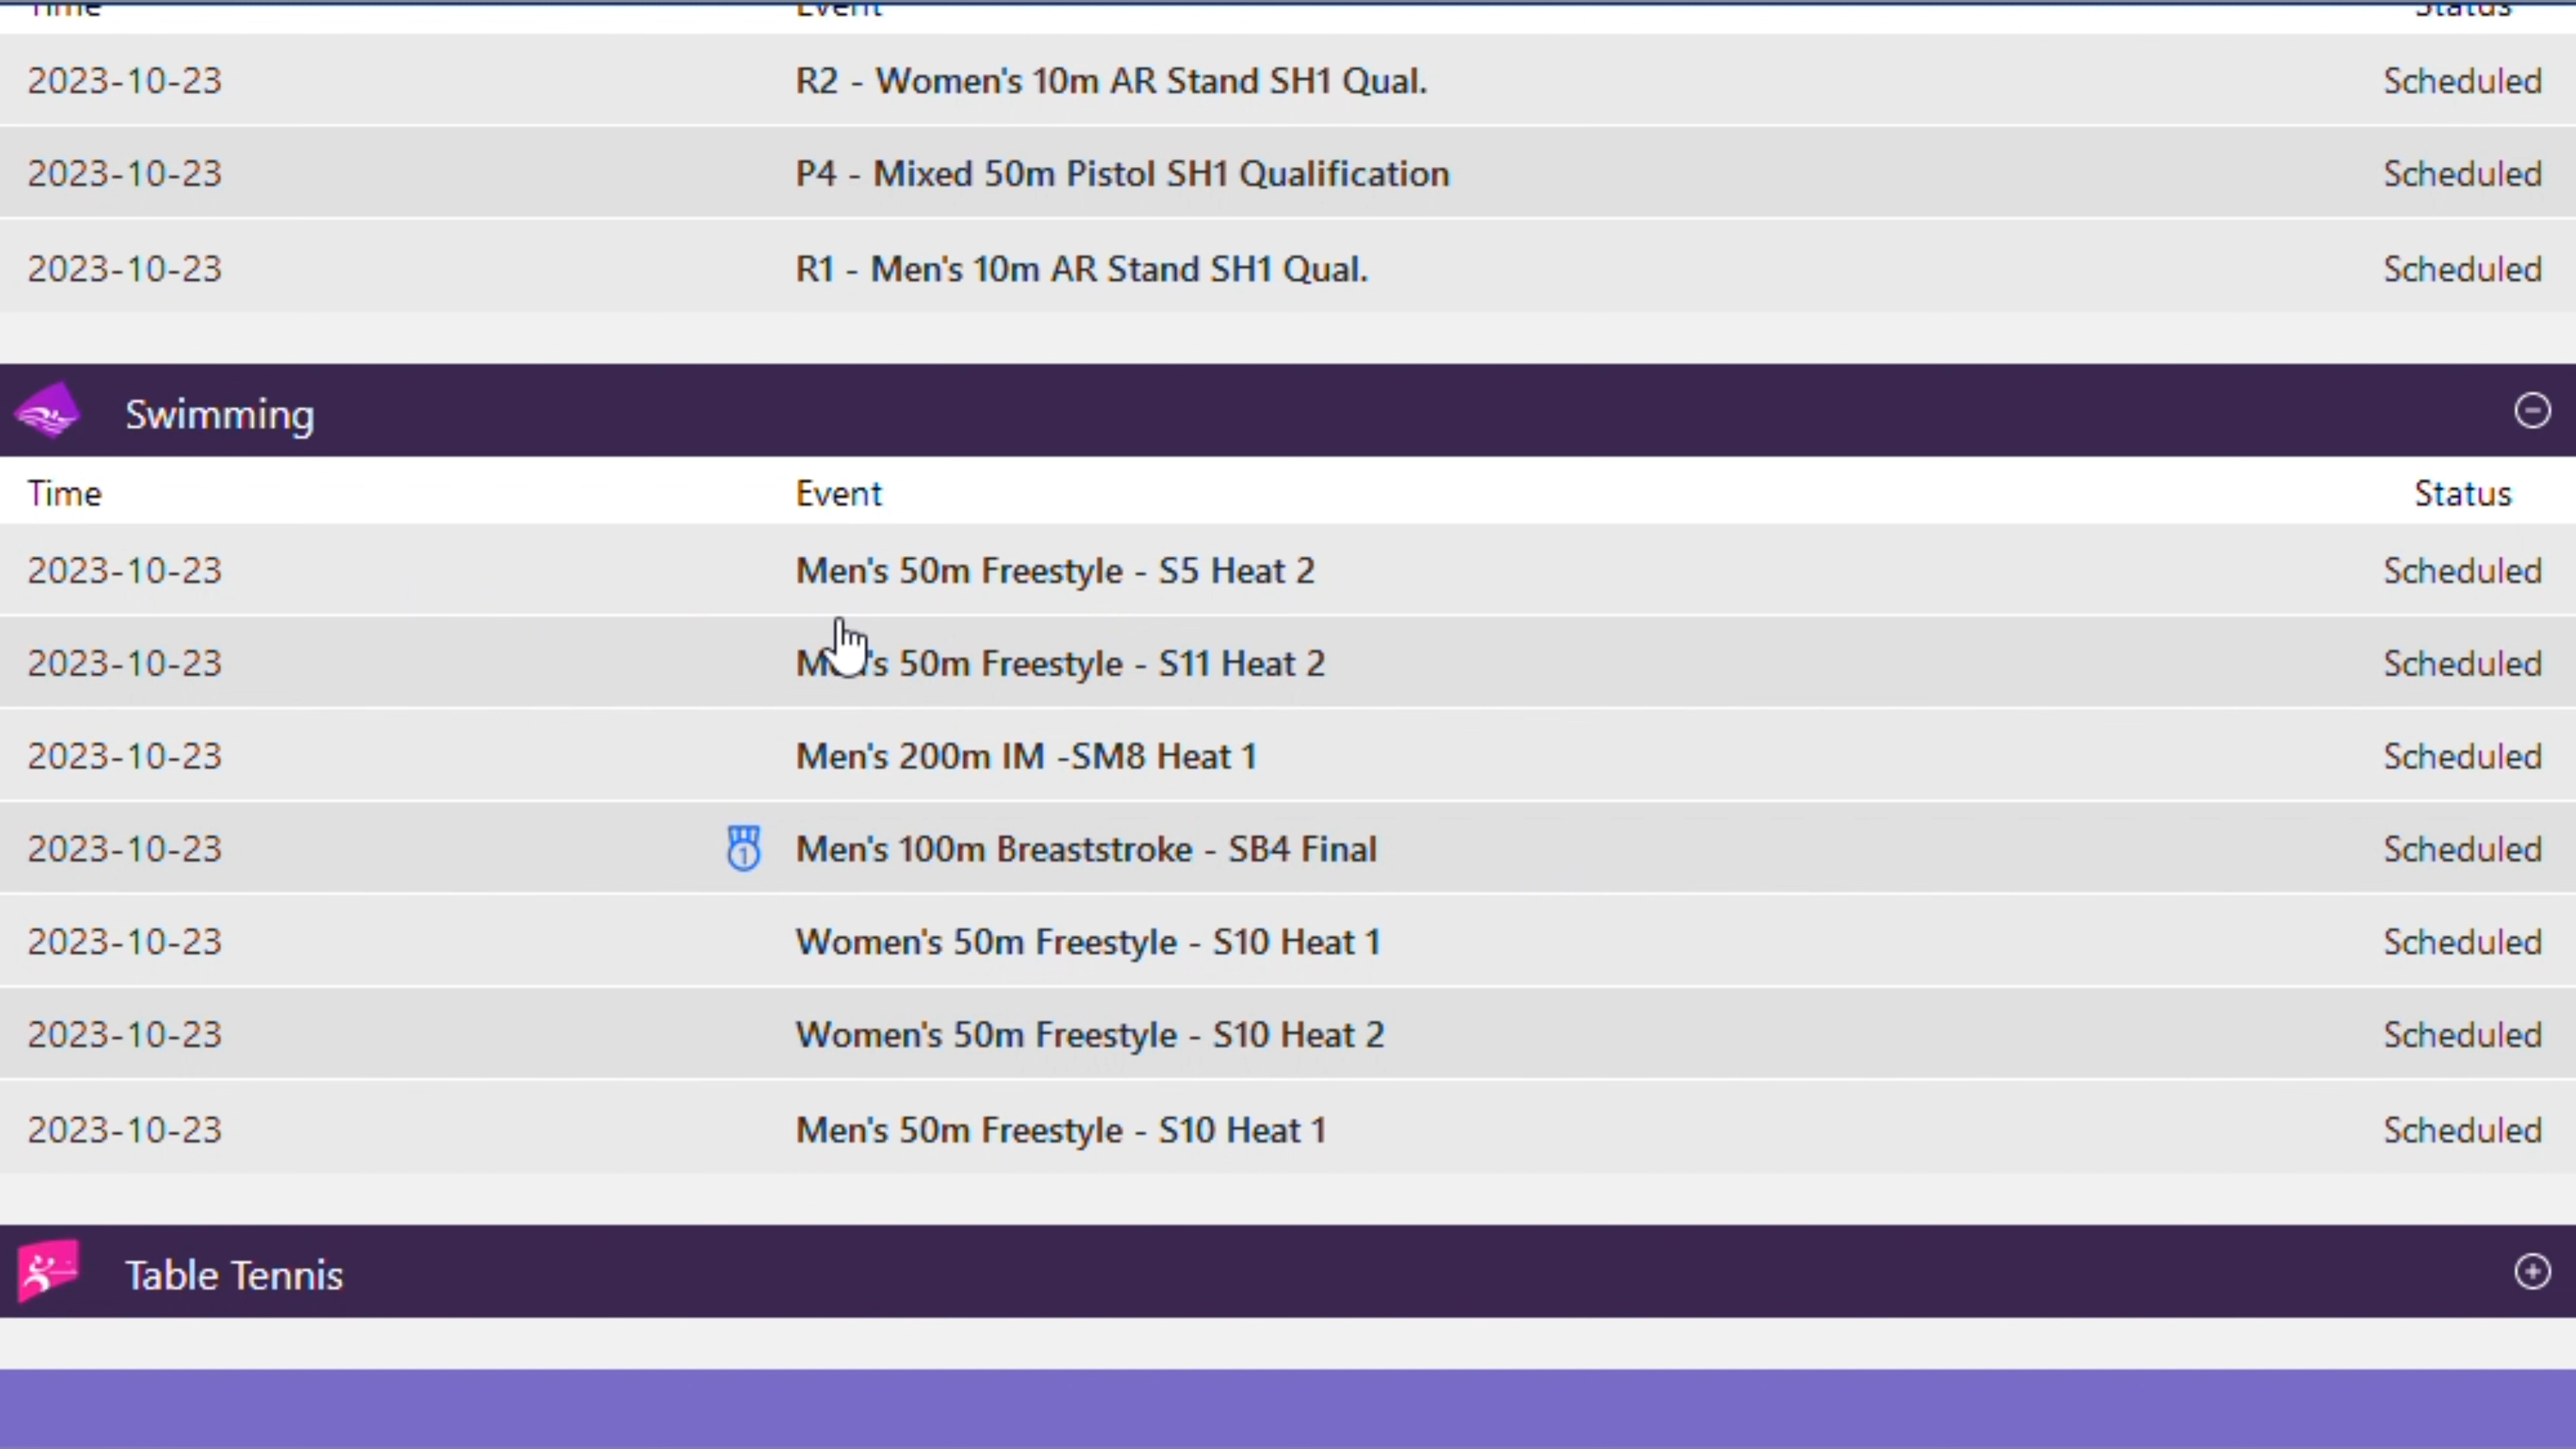 Time Event Status
2023-10-23 R2 - Women's 10m AR Stand SH1 Qual. Scheduled
2023-10-23 P4 - Mixed 50m Pistol SH1 Qualification Scheduled
2023-10-23 R1 - Men's 10m AR Stand SH1 Qual. Scheduled
Swimming
Time Event Status
2023-10-23 Men's 50m Freestyle - S5 Heat 2 Scheduled
2023-10-23 Men's 50m Freestyle - S11 Heat 2 Scheduled
2023-10-23 Men's 200m IM -SM8 Heat 1 Scheduled
2023-10-23 1 Men's 100m Breaststroke - SB4 Final Scheduled
2023-10-23 Women's 50m Freestyle - S10 Heat 1 Scheduled
2023-10-23 Women's 50m Freestyle - S10 Heat 2 Scheduled
2023-10-23 Men's 50m Freestyle - S10 Heat 1 Scheduled
Table Tennis